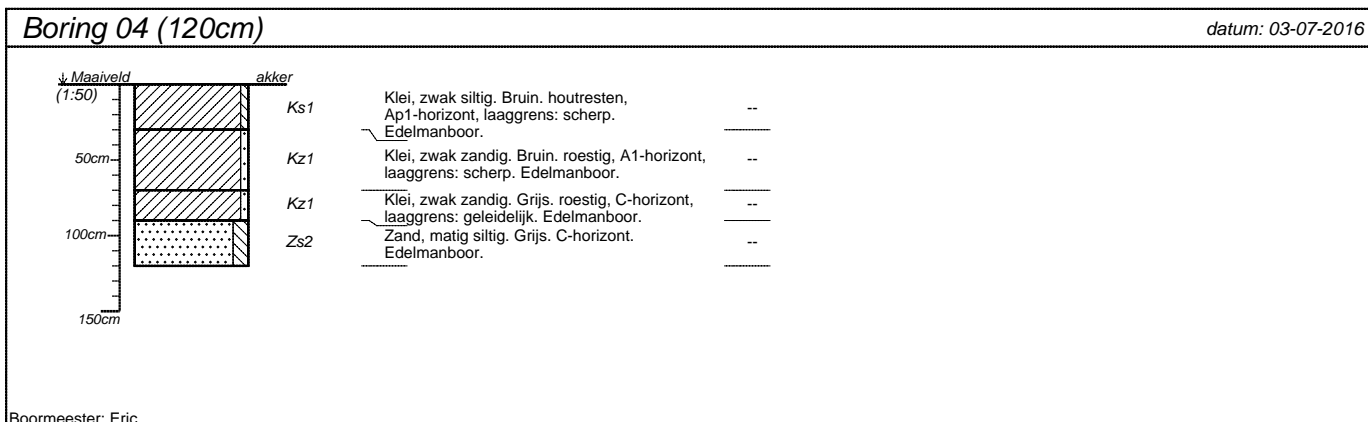 Boring 04 (120cm) datum: 03-07-2016
Maaiveld akker
(1:50)
Ks1 Klei, zwak siltig. Bruin. houtresten, --
Ap1-horizont, laaggrens: scherp.
Edelmanboor.
50cm Kz1 Klei, zwak zandig. Bruin. roestig, A1-horizont, --
laaggrens: scherp. Edelmanboor.
Kz1 Klei, zwak zandig. Grijs. roestig, C-horizont, --
laaggrens: geleidelijk. Edelmanboor.
100cm Zs2 Zand, matig siltig. Grijs. C-horizont. --
Edelmanboor.
150cm
Boormeester: Eric